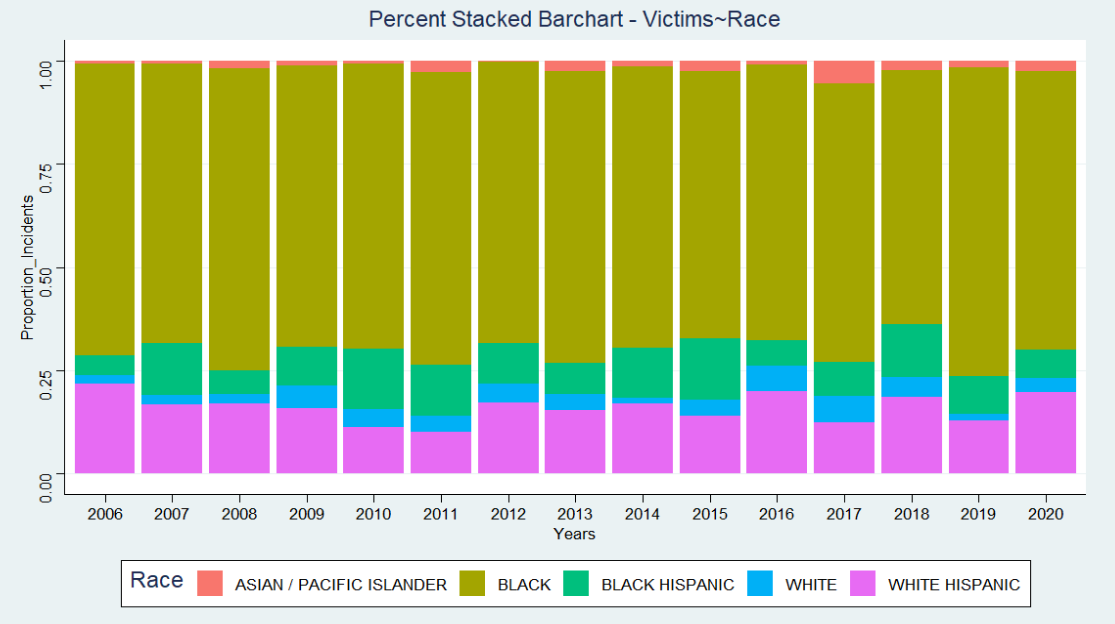 Percent Stacked Barchart - Victims~Race
Proportion_Incidents
1.00
0.75
0.50
0.25
0.00
2006 2007 2008 2009 2010 2011 2012 2013 2014 2015 2016 2017 2018 2019 2020
Years
Race ASIAN / PACIFIC ISLANDER BLACK BLACK HISPANIC WHITE WHITE HISPANIC